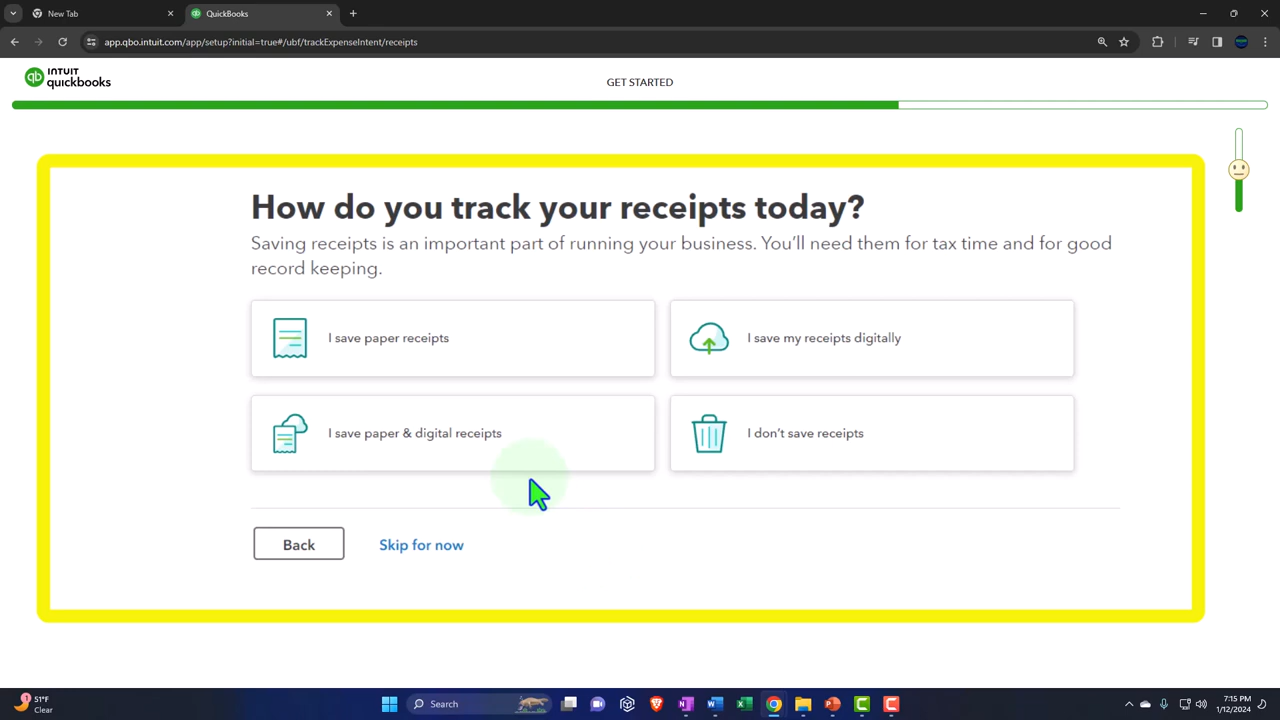 New Tab
QuickBooks
app.qbo.intuit.com/app/setup?initial=true#/ubf/trackExpenseIntent/receipts
qb
INTUIT
quickbooks
GET STARTED
How do you track your receipts today?
Saving receipts is an important part of running your business. You'll need them for tax time and for good
record keeping.
I save paper receipts
I save my receipts digitally
I save paper & digital receipts
I don't save receipts
Back
Skip for now
1
51°F
Clear
Search
7:15 PM
1/12/2024